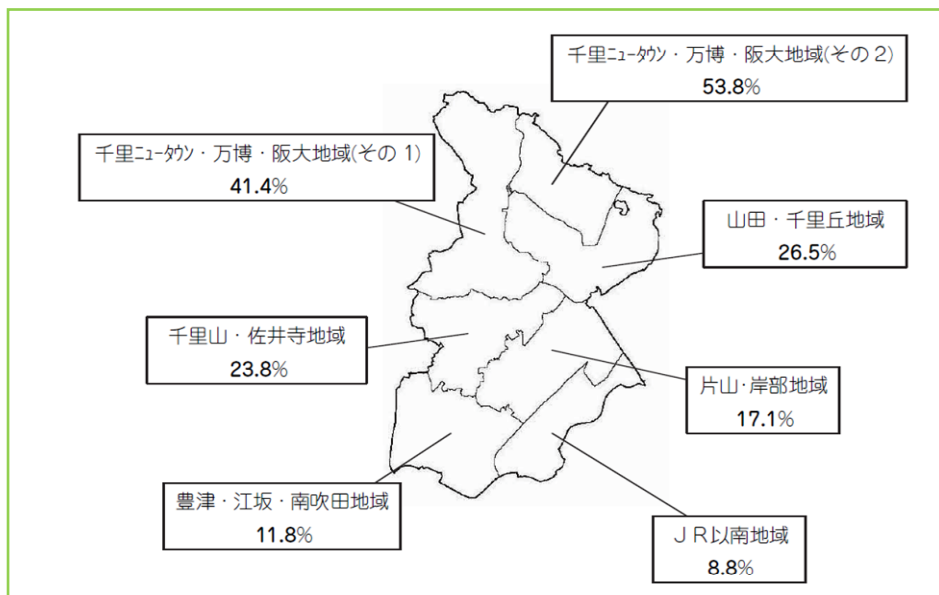 千里ﾆｭｰﾀｳﾝ・万博・阪大地域(その2)
53.8%
千里ﾆｭｰﾀｳﾝ・万博・阪大地域(その1)
41.4%
山田・千里丘地域
26.5%
千里山・佐井寺地域
23.8%
片山・岸部地域
17.1%
豊津・江坂・南吹田地域
11.8%
ＪＲ以南地域
8.8%